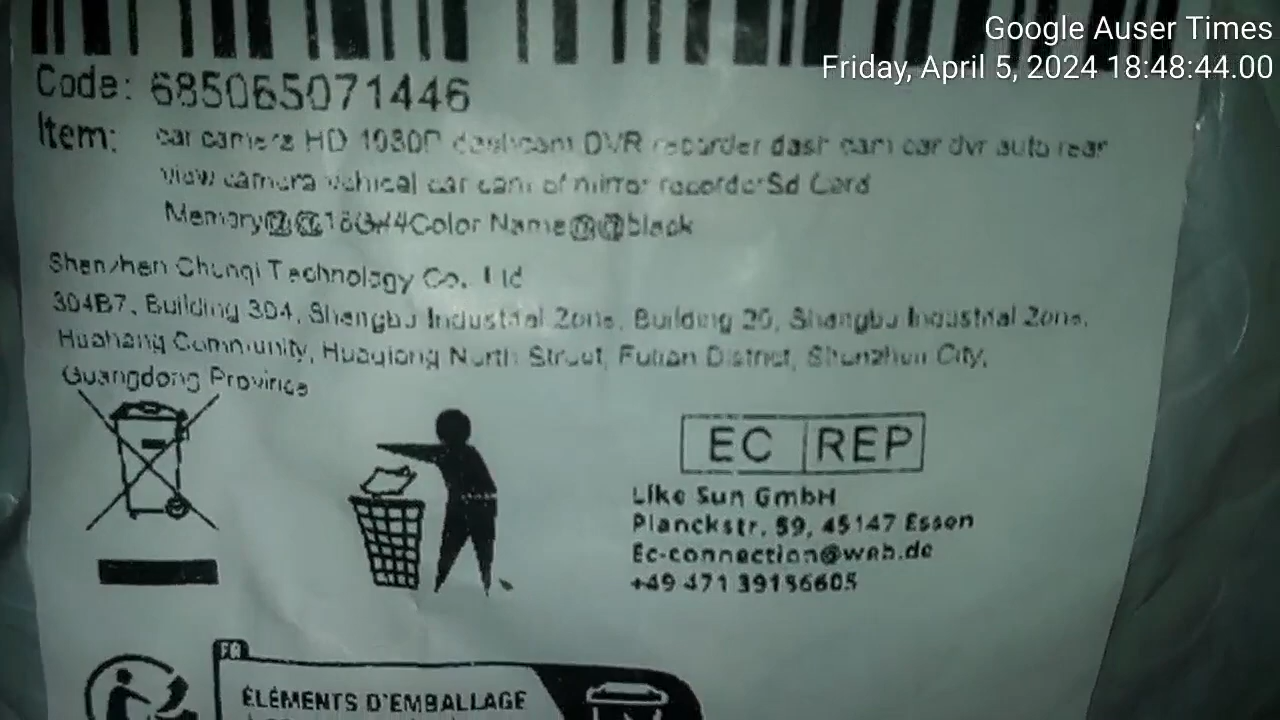 Google Auser Times
Friday, April 5, 2024 18:48:44.00
Code: 685065071446
Item: car camera HD 1080P dashcam DVR recorder dash cam car dvr auto rear
view camera vehical car cam of mirror recorderSd Card
Memory@@16G#4Color Name@@black
Shenzhen Chunqi Technology Co., Ltd
304B7, Building 304, Shangbu Industrial Zone, Building 20, Shangbu Industrial Zone,
Huahang Community, Huaqiang North Street, Futian District, Shenzhen City,
Guangdong Province
EC REP
Like Sun GmbH
Planckstr. 59, 45147 Essen
Ec-connection@web.de
+49 471 39156605
FR
ÉLÉMENTS D'EMBALLAGE